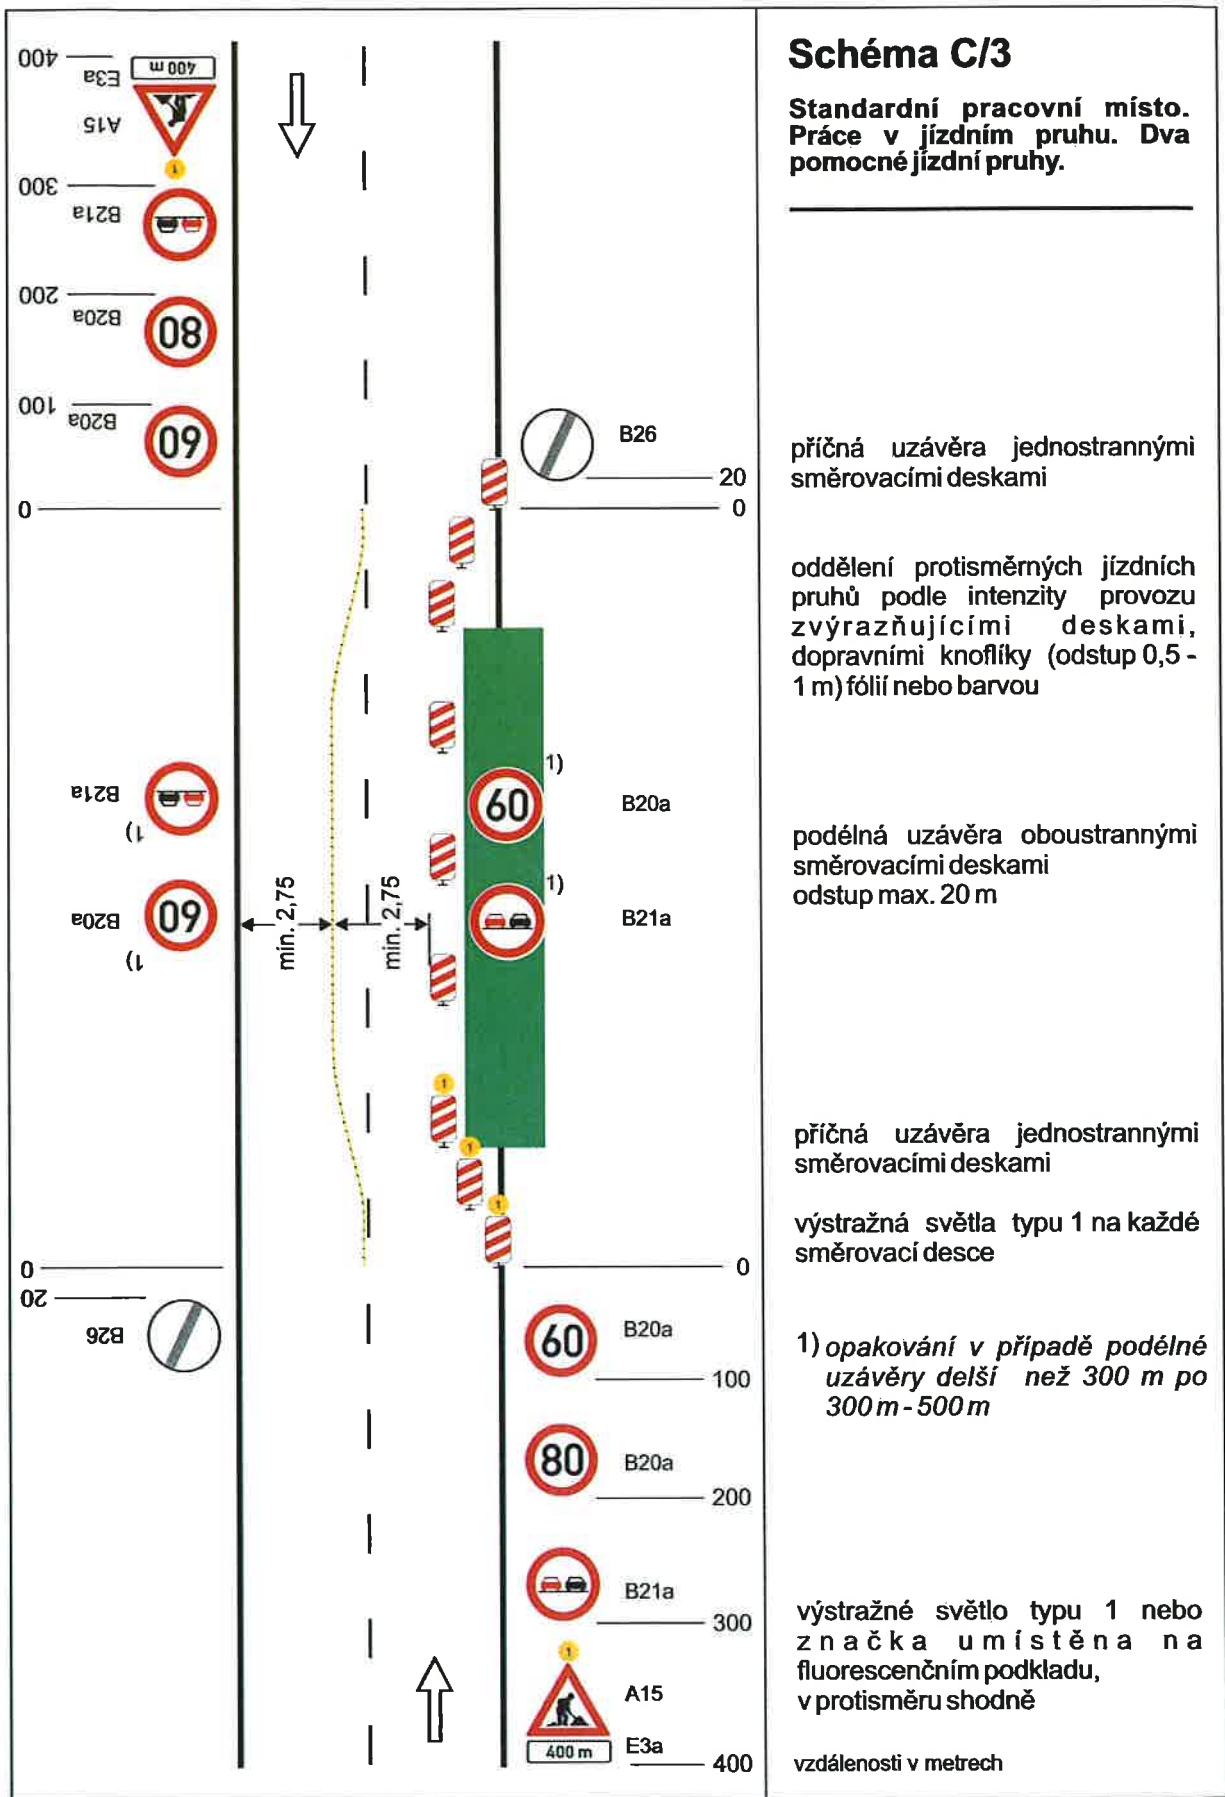 Schéma C/3
Standardní pracovní místo.
Práce v jízdním pruhu. Dva
pomocné jízdní pruhy.
400
E3a
400 m
A15
1
300
B21a
200
B20a
80
100
B20a
60
0
B26
20
0
příčná uzávěra jednostrannými
směrovacími deskami
oddělení protisměrných jízdních
pruhů podle intenzity provozu
zvýrazňujícími deskami,
dopravními knoflíky (odstup 0,5 -
1 m) fólií nebo barvou
B21a
1)
60
1)
B20a
podélná uzávěra oboustrannými
směrovacími deskami
odstup max. 20 m
B20a
60
1)
min. 2,75
min. 2,75
1)
B21a
1
1
1
příčná uzávěra jednostrannými
směrovacími deskami
výstražná světla typu 1 na každé
směrovací desce
0
0
20
B26
60
B20a
100
1) opakování v případě podélné
uzávěry delší než 300 m po
300 m - 500 m
80
B20a
200
B21a
300
1
A15
400 m
E3a
400
výstražné světlo typu 1 nebo
značka umístěna na
fluorescenčním podkladu,
v protisměru shodně
vzdálenosti v metrech